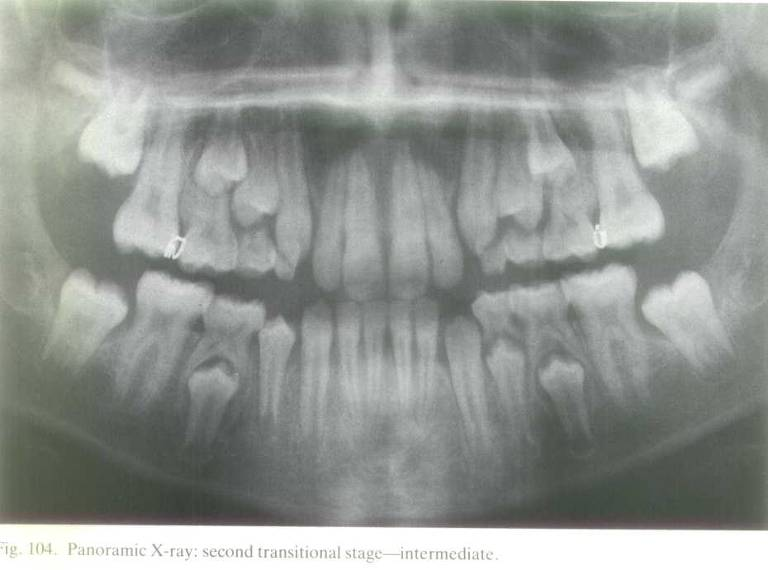 Fig. 104. Panoramic X-ray: second transitional stage—intermediate.